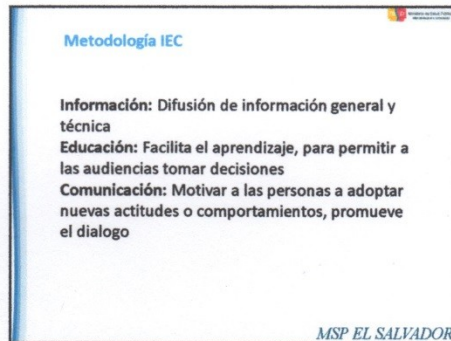 Metodología IEC
Información: Difusión de información general y
técnica
Educación: Facilita el aprendizaje, para permitir a
las audiencias tomar decisiones
Comunicación: Motivar a las personas a adoptar
nuevas actitudes o comportamientos, promueve
el dialogo
MSP EL SALVADOR